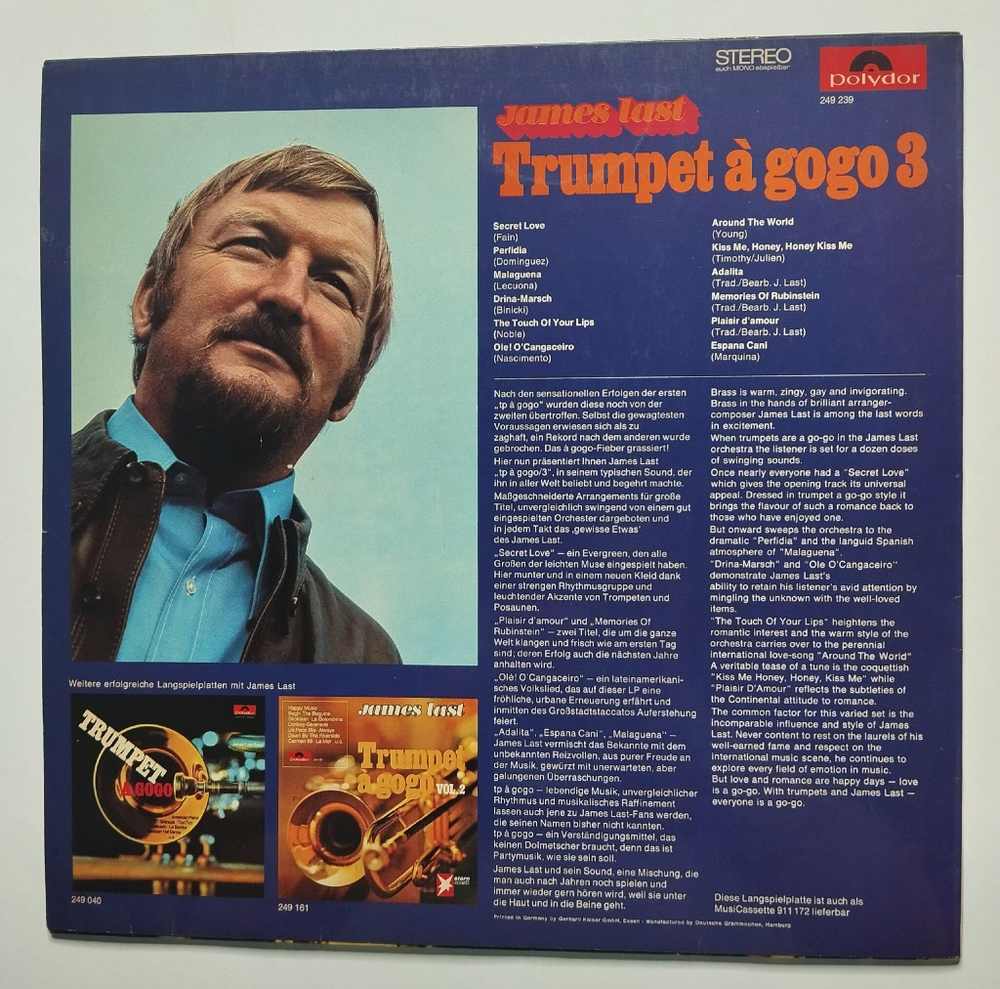 STEREO
auch MONO abspielbar
polydor
249 239
james last
Trumpet à gogo 3
Secret Love
(Fain)
Perfidia
(Dominguez)
Malaguena
(Lecuona)
Drina-Marsch
(Binicki)
The Touch Of Your Lips
(Noble)
Ole! O'Cangaceiro
(Nascimento)
Around The World
(Young)
Kiss Me, Honey, Honey Kiss Me
(Timothy/Julien)
Adalita
(Trad./Bearb. J. Last)
Memories Of Rubinstein
(Trad./Bearb. J. Last)
Plaisir d'amour
(Trad./Bearb. J. Last)
Espana Cani
(Marquina)
Nach den sensationellen Erfolgen der ersten
„tp à gogo" wurden diese noch von der
zweiten übertroffen. Selbst die gewagtesten
Voraussagen erwiesen sich als zu
zaghaft, ein Rekord nach dem anderen wurde
gebrochen. Das à gogo-Fieber grassiert!
Hier nun präsentiert Ihnen James Last
„tp à gogo/3", in seinem typischen Sound, der
ihn in aller Welt beliebt und begehrt machte.
Maßgeschneiderte Arrangements für große
Titel, unvergleichlich swingend von einem gut
eingespielten Orchester dargeboten und
in jedem Takt das ‚gewisse Etwas'
des James Last.
„Secret Love" – ein Evergreen, den alle
Großen der leichten Muse eingespielt haben.
Hier munter und in einem neuen Kleid dank
einer strengen Rhythmusgruppe und
leuchtender Akzente von Trompeten und
Posaunen.
„Plaisir d'amour" und „Memories Of
Rubinstein" – zwei Titel, die um die ganze
Welt klangen und frisch wie am ersten Tag
sind; deren Erfolg auch die nächsten Jahre
anhalten wird.
„Olé! O'Cangaceiro" – ein lateinamerikani-
sches Volkslied, das auf dieser LP eine
fröhliche, urbane Erneuerung erfährt und
inmitten des Großstadtstaccatos Auferstehung
feiert.
„Adalita", „Espana Cani", „Malaguena" –
James Last vermischt das Bekannte mit dem
unbekannten Reizvollen, aus purer Freude an
der Musik, gewürzt mit unerwarteten, aber
gelungenen Überraschungen.
tp à gogo – lebendige Musik, unvergleichlicher
Rhythmus und musikalisches Raffinement
lassen auch jene zu James Last-Fans werden,
die seinen Namen bisher nicht kannten.
tp à gogo – ein Verständigungsmittel, das
keinen Dolmetscher braucht, denn das ist
Partymusik, wie sie sein soll.
James Last und sein Sound, eine Mischung, die
man auch nach Jahren noch spielen und
immer wieder gern hören wird, weil sie unter
die Haut und in die Beine geht.
Brass is warm, zingy, gay and invigorating.
Brass in the hands of brilliant arranger-
composer James Last is among the last words
in excitement.
When trumpets are a go-go in the James Last
orchestra the listener is set for a dozen doses
of swinging sounds.
Once nearly everyone had a "Secret Love"
which gives the opening track its universal
appeal. Dressed in trumpet a go-go style it
brings the flavour of such a romance back to
those who have enjoyed one.
But onward sweeps the orchestra to the
dramatic "Perfidia" and the languid Spanish
atmosphere of "Malaguena".
"Drina-Marsch" and "Ole O'Cangaceiro"
demonstrate James Last's
ability to retain his listener's avid attention by
mingling the unknown with the well-loved
items.
"The Touch Of Your Lips" heightens the
romantic interest and the warm style of the
orchestra carries over to the perennial
international love-song "Around The World"
A veritable tease of a tune is the coquettish
"Kiss Me, Honey, Honey, Kiss Me" while
"Plaisir D'Amour" reflects the subtleties of
the Continental attitude to romance.
The common factor for this varied set is the
incomparable influence and style of James
Last. Never content to rest on the laurels of his
well-earned fame and respect on the
international music scene, he continues to
explore every field of emotion in music.
But love and romance are happy days – love
is a go-go. With trumpets and James Last –
everyone is a go-go.
Diese Langspielplatte ist auch als
MusiCassette 911 172 lieferbar
Printed in Germany by Gerhard Kaiser GmbH, Essen · Manufactured by Deutsche Grammophon, Hamburg
Weitere erfolgreiche Langspielplatten mit James Last
TRUMPET
À GOGO
249 040
Happy Music
Begin The Beguine
Skokiaan · La Golondrina
Donkey-Serenade
Un Poco Rio · Always
Down By The Riverside
Carmen 68 · La Mer · u.a.
james last
Trumpet
à gogo VOL.2
stern
249 161